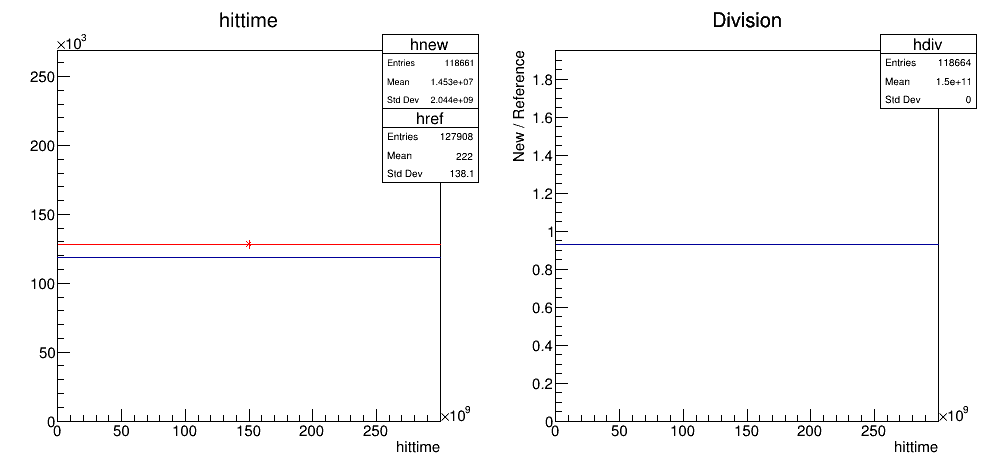 hittime
×10³
hnew
Entries 118661
Mean 1.453e+07
Std Dev 2.044e+09
href
Entries 127908
Mean 222
Std Dev 138.1
250
200
150
100
50
0
0 50 100 150 200 250
×10⁹
hittime
Division
hdiv
Entries 118664
Mean 1.5e+11
Std Dev 0
New / Reference
1.8
1.6
1.4
1.2
1
0.8
0.6
0.4
0.2
0
0 50 100 150 200 250
×10⁹
hittime